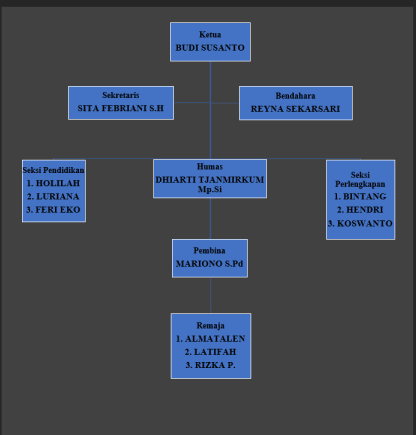 Ketua
BUDI SUSANTO
Sekretaris
SITA FEBRIANI S.H
Bendahara
REYNA SEKARSARI
Seksi Pendidikan
1. HOLILAH
2. LURIANA
3. FERI EKO
Humas
DHIARTI TJANMIRKUM
Mp.Si
Seksi
Perlengkapan
1. BINTANG
2. HENDRI
3. KOSWANTO
Pembina
MARIONO S.Pd
Remaja
1. ALMATALEN
2. LATIFAH
3. RIZKA P.